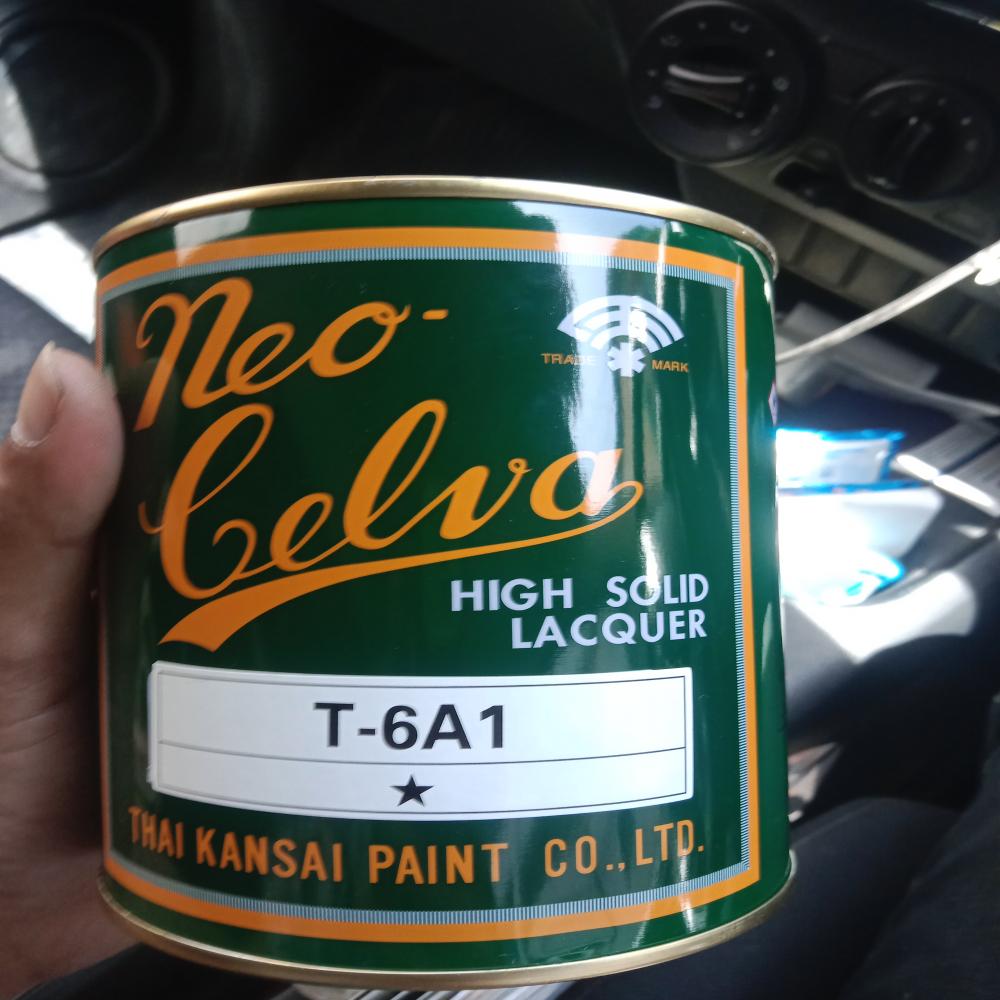 Neo-
Celva
TRADE MARK
HIGH SOLID
LACQUER
T-6A1
★
THAI KANSAI PAINT CO., LTD.